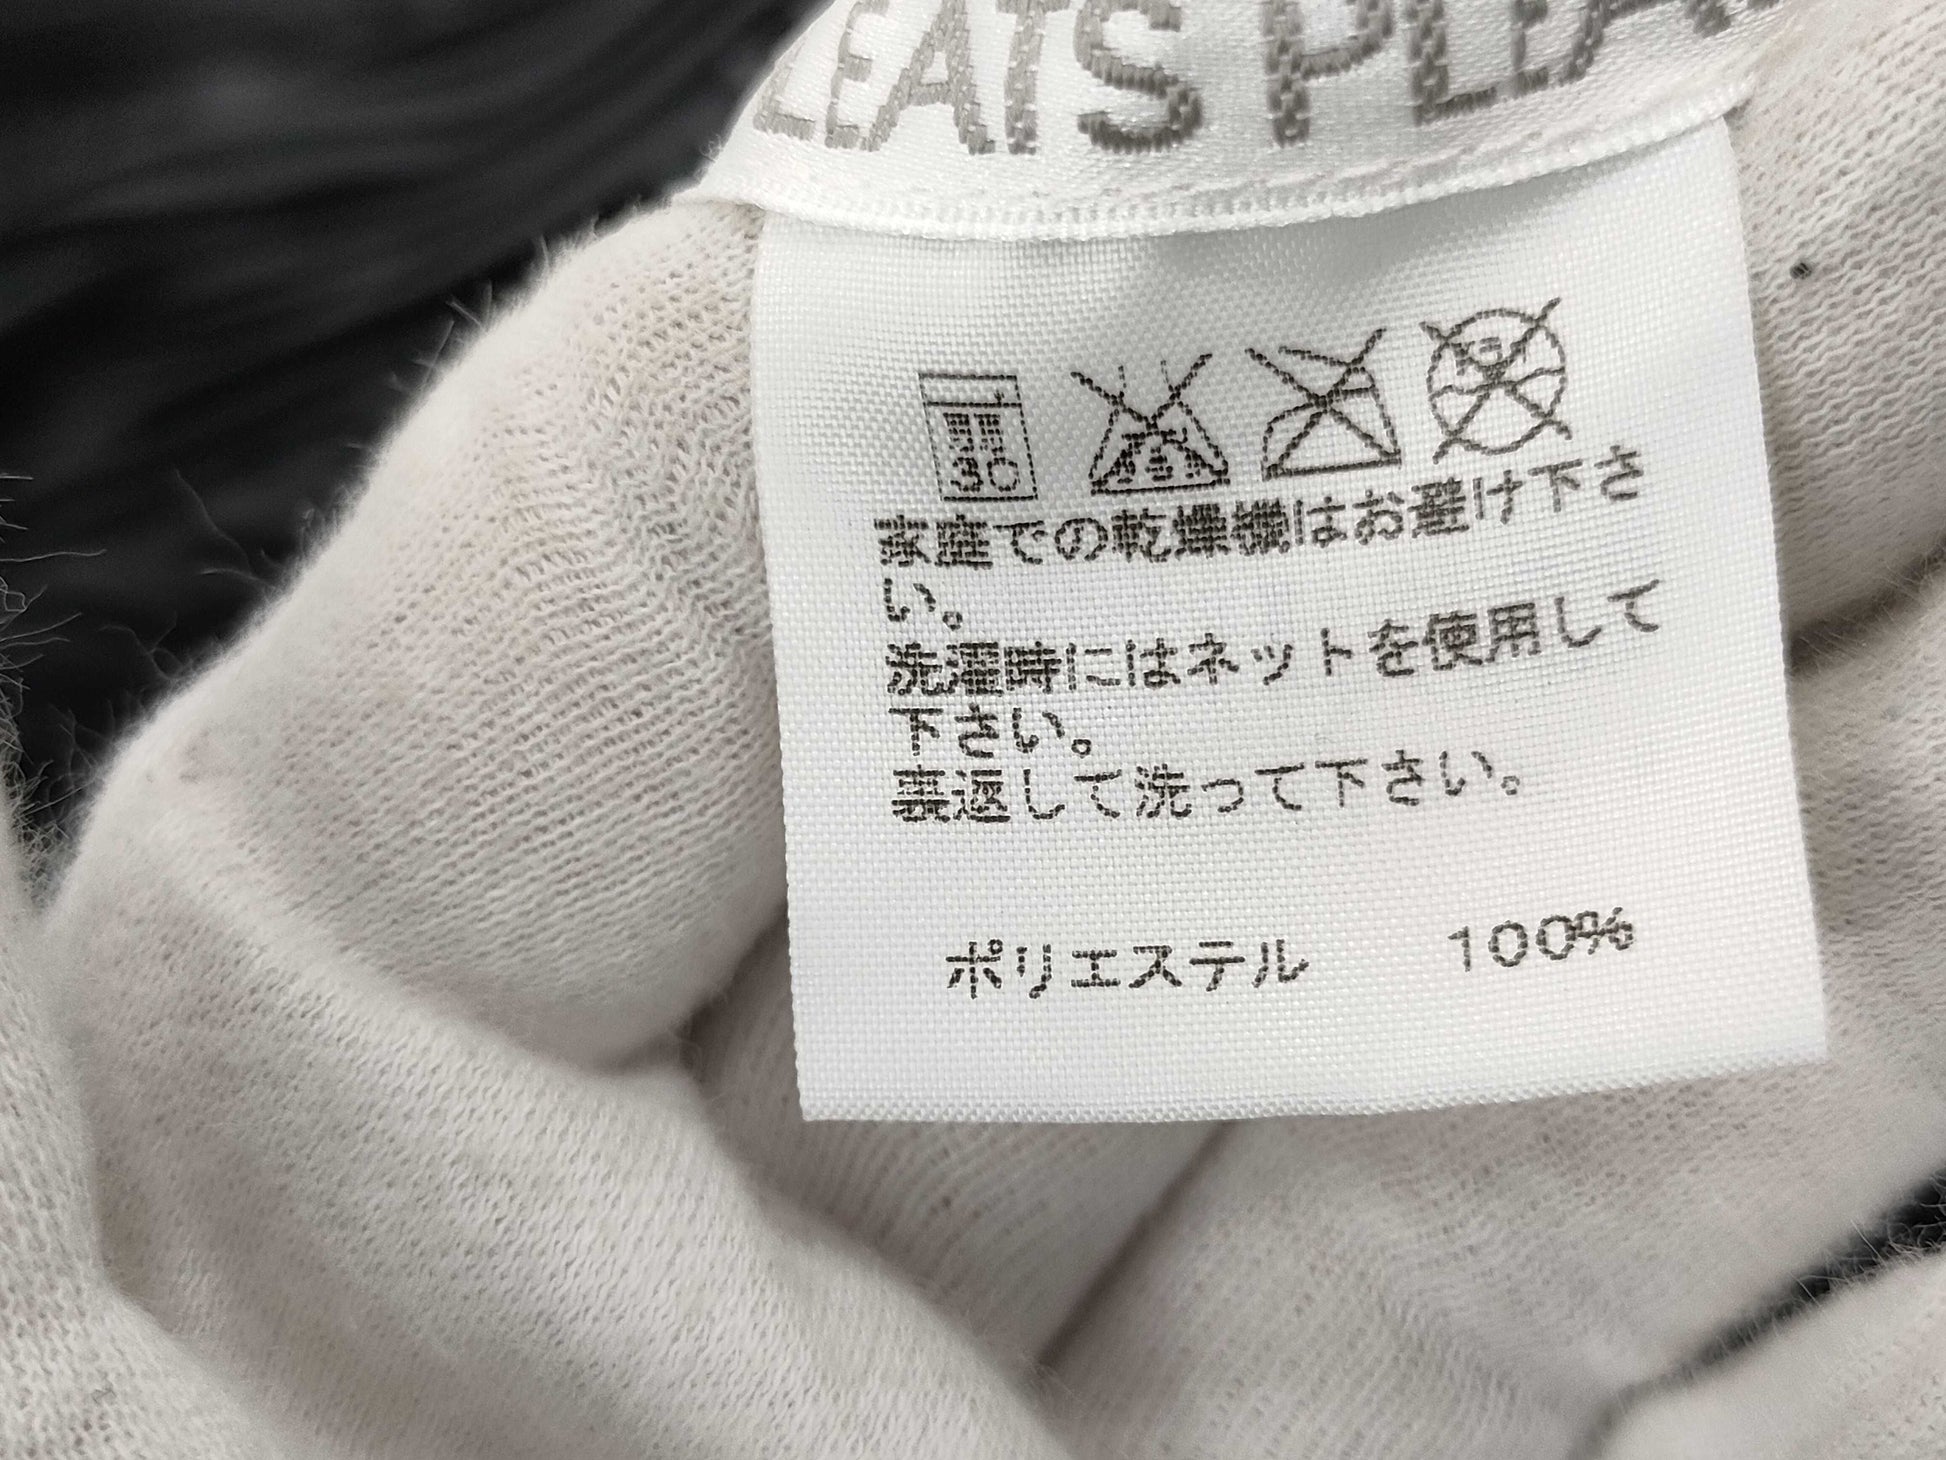 LEATS PLEA
弱
30
家庭での乾燥機はお避け下さ
い。
洗濯時にはネットを使用して
下さい。
裏返して洗って下さい。
ポリエステル 100%